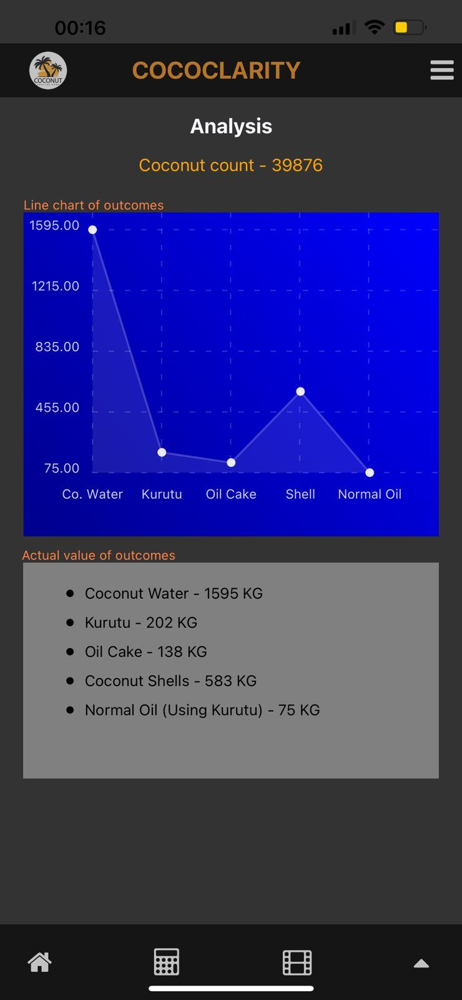 00:16
COCONUT
COCOCLARITY
Analysis
Coconut count - 39876
Line chart of outcomes
1595.00
1215.00
835.00
455.00
75.00
Co. Water Kurutu Oil Cake Shell Normal Oil
Actual value of outcomes
• Coconut Water - 1595 KG
• Kurutu - 202 KG
• Oil Cake - 138 KG
• Coconut Shells - 583 KG
• Normal Oil (Using Kurutu) - 75 KG